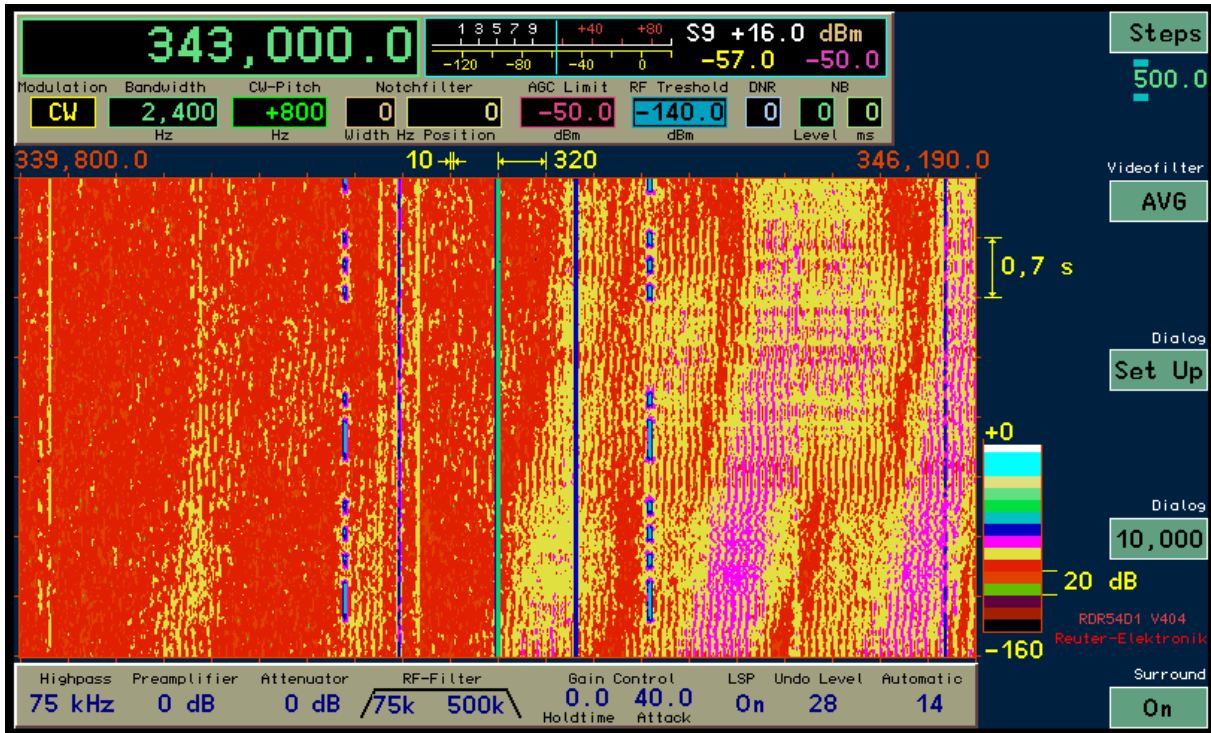 343,000.0
1 3 5 7 9 +40 +80
S9 +16.0 dBm
-120 -80 -40 0
-57.0 -50.0
Steps
500.0
Modulation Bandwidth CW-Pitch Notchfilter AGC Limit RF Treshold DNR NB
CW 2,400 +800 0 0 -50.0 -140.0 0 0 0
Hz Hz Width Hz Position dBm dBm Level ms
339,800.0 10 320 346,190.0
Videofilter
AVG
0,7 s
Dialog
Set Up
+0
Dialog
10,000
20 dB
RDR54D1 V404
Reuter-Elektronik
-160
Highpass Preamplifier Attenuator RF-Filter Gain Control LSP Undo Level Automatic
75 kHz 0 dB 0 dB 75k 500k 0.0 40.0 On 28 14
Holdtime Attack
Surround
On